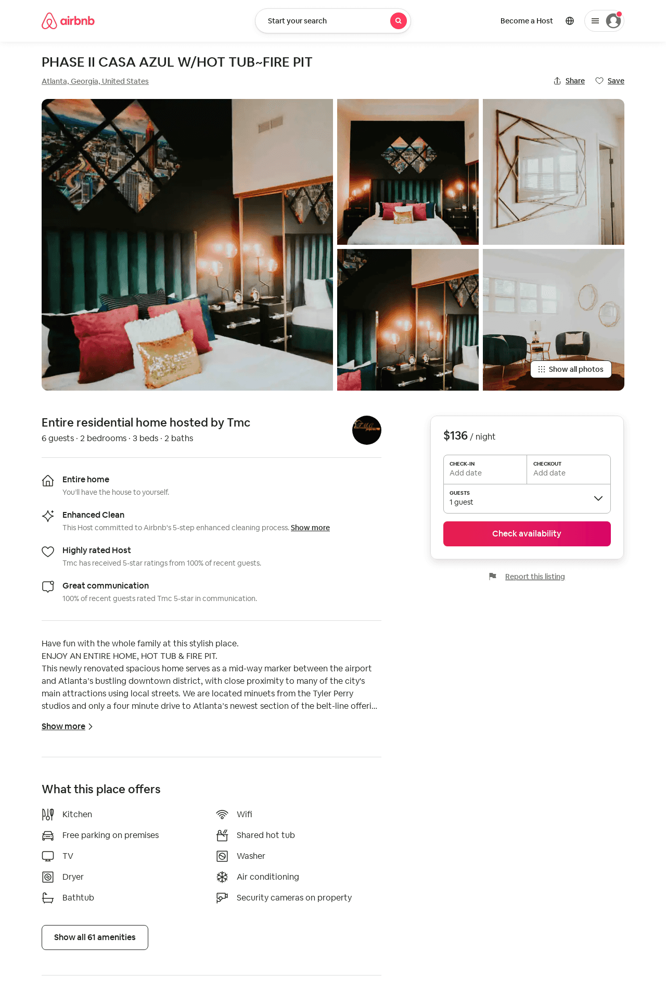 airbnb
Start your search
Become a Host
PHASE II CASA AZUL W/HOT TUB~FIRE PIT
Atlanta, Georgia, United States
Share
Save
Show all photos
Entire residential home hosted by Tmc
6 guests · 2 bedrooms · 3 beds · 2 baths
Entire home
You’ll have the house to yourself.
Enhanced Clean
This Host committed to Airbnb's 5-step enhanced cleaning process. Show more
Highly rated Host
Tmc has received 5-star ratings from 100% of recent guests.
Great communication
100% of recent guests rated Tmc 5-star in communication.
$136 / night
CHECK-IN
Add date
CHECKOUT
Add date
GUESTS
1 guest
Check availability
Report this listing
Have fun with the whole family at this stylish place.
ENJOY AN ENTIRE HOME, HOT TUB & FIRE PIT.
This newly renovated spacious home serves as a mid-way marker between the airport
and Atlanta’s bustling downtown district, with close proximity to many of the city's
main attractions using local streets. We are located minuets from the Tyler Perry
studios and only a four minute drive to Atlanta’s newest section of the belt-line offeri...
Show more
What this place offers
Kitchen
Wifi
Free parking on premises
Shared hot tub
TV
Washer
Dryer
Air conditioning
Bathtub
Security cameras on property
Show all 61 amenities